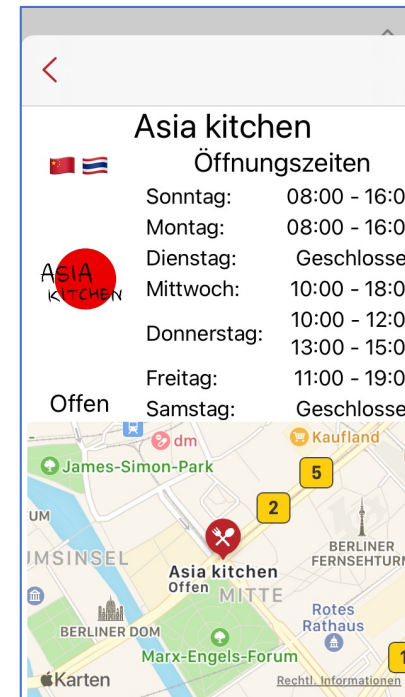 Asia kitchen
Öffnungszeiten
Sonntag: 08:00 - 16:0
Montag: 08:00 - 16:0
Dienstag: Geschlosse
ASIA
KITCHEN
Mittwoch: 10:00 - 18:0
Donnerstag: 10:00 - 12:0
13:00 - 15:0
Freitag: 11:00 - 19:0
Offen
Samstag: Geschlosse
dm
Kaufland
James-Simon-Park
5
2
UM
MSINSEL
BERLINER
FERNSEHTURM
Asia kitchen
Offen
MITTE
Rotes
Rathaus
BERLINER DOM
Marx-Engels-Forum
1
Karten
Rechtl. Informationen